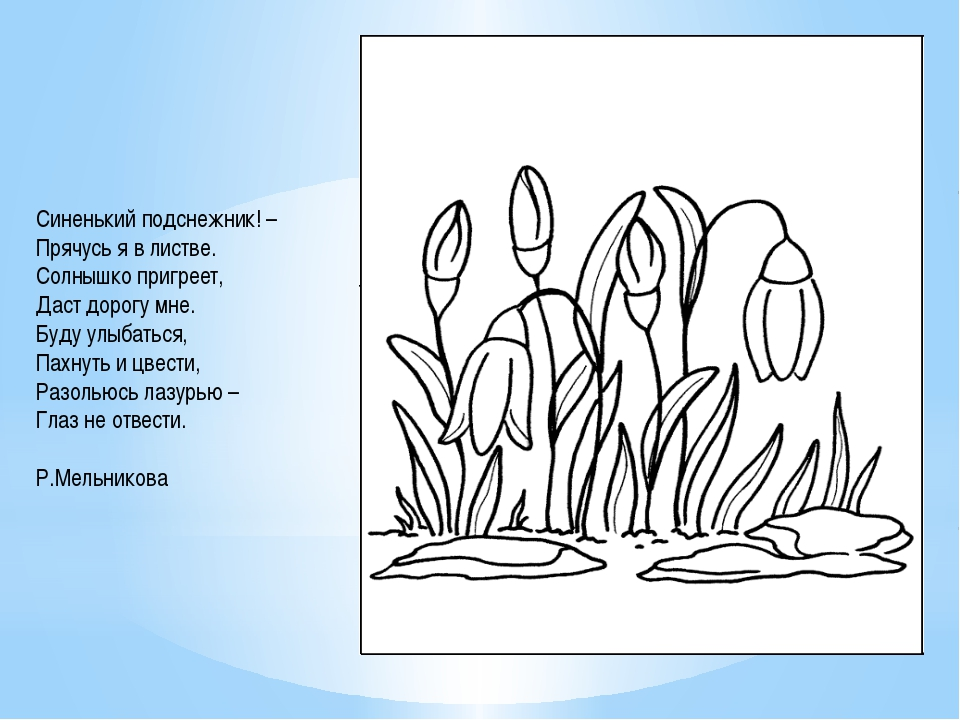 Синенький подснежник! –
Прячусь я в листве.
Солнышко пригреет,
Даст дорогу мне.
Буду улыбаться,
Пахнуть и цвести,
Разольюсь лазурью –
Глаз не отвести.
Р.Мельникова